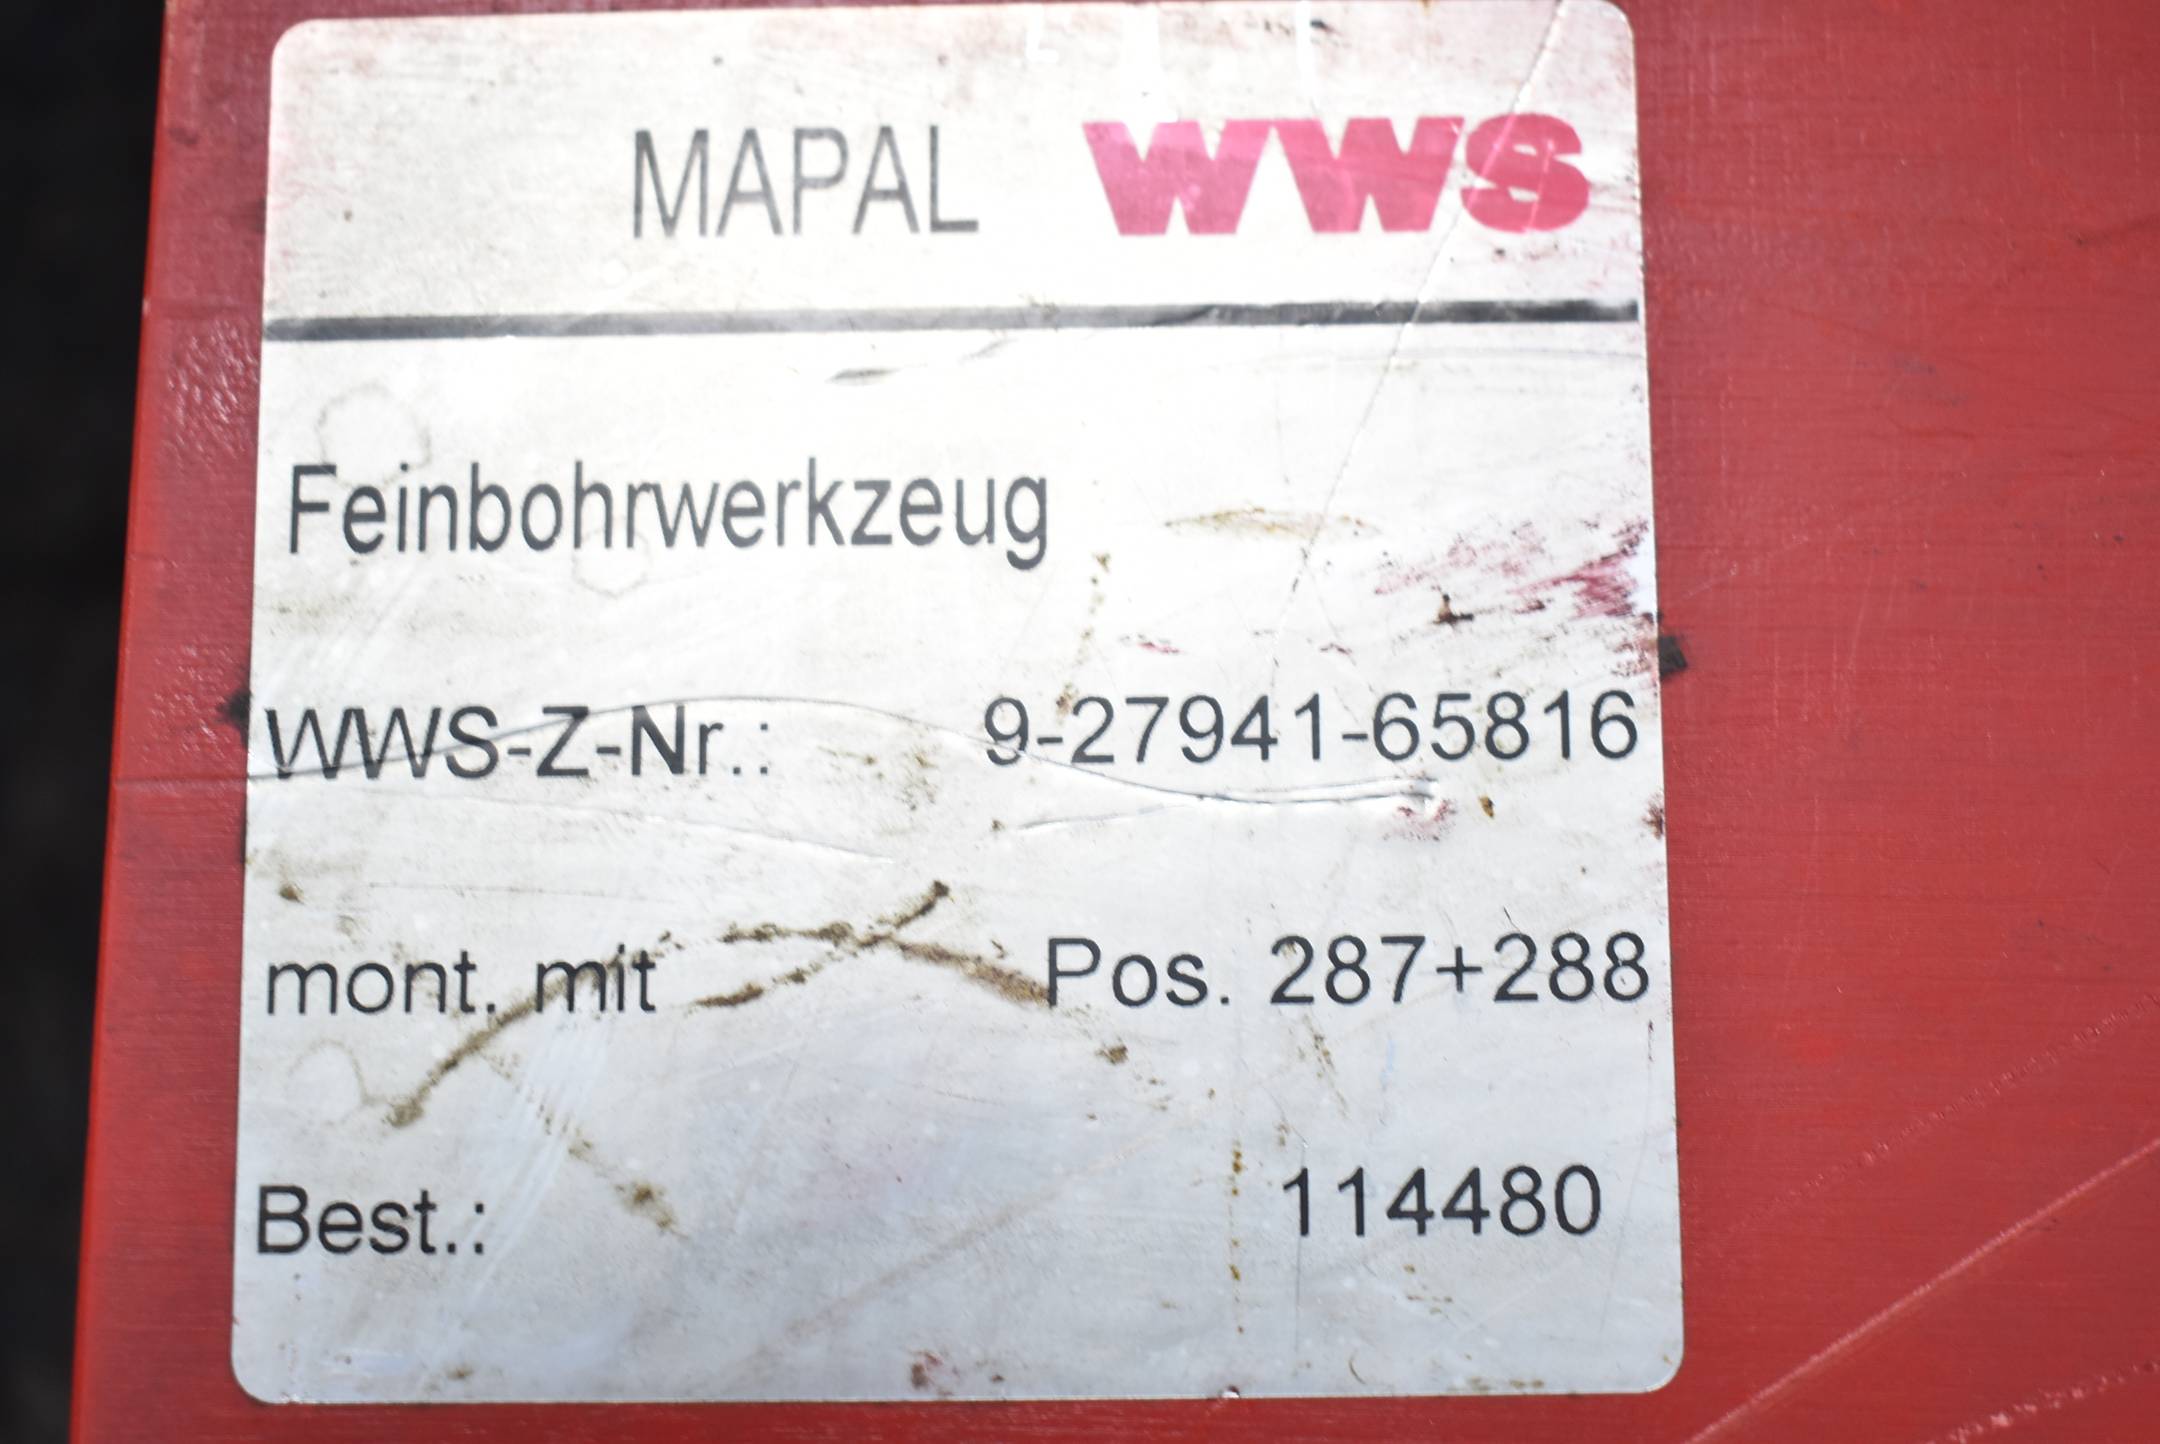 MAPAL WWS
Feinbohrwerkzeug
WWS-Z-Nr.: 9-27941-65816
mont. mit Pos. 287+288
Best.: 114480